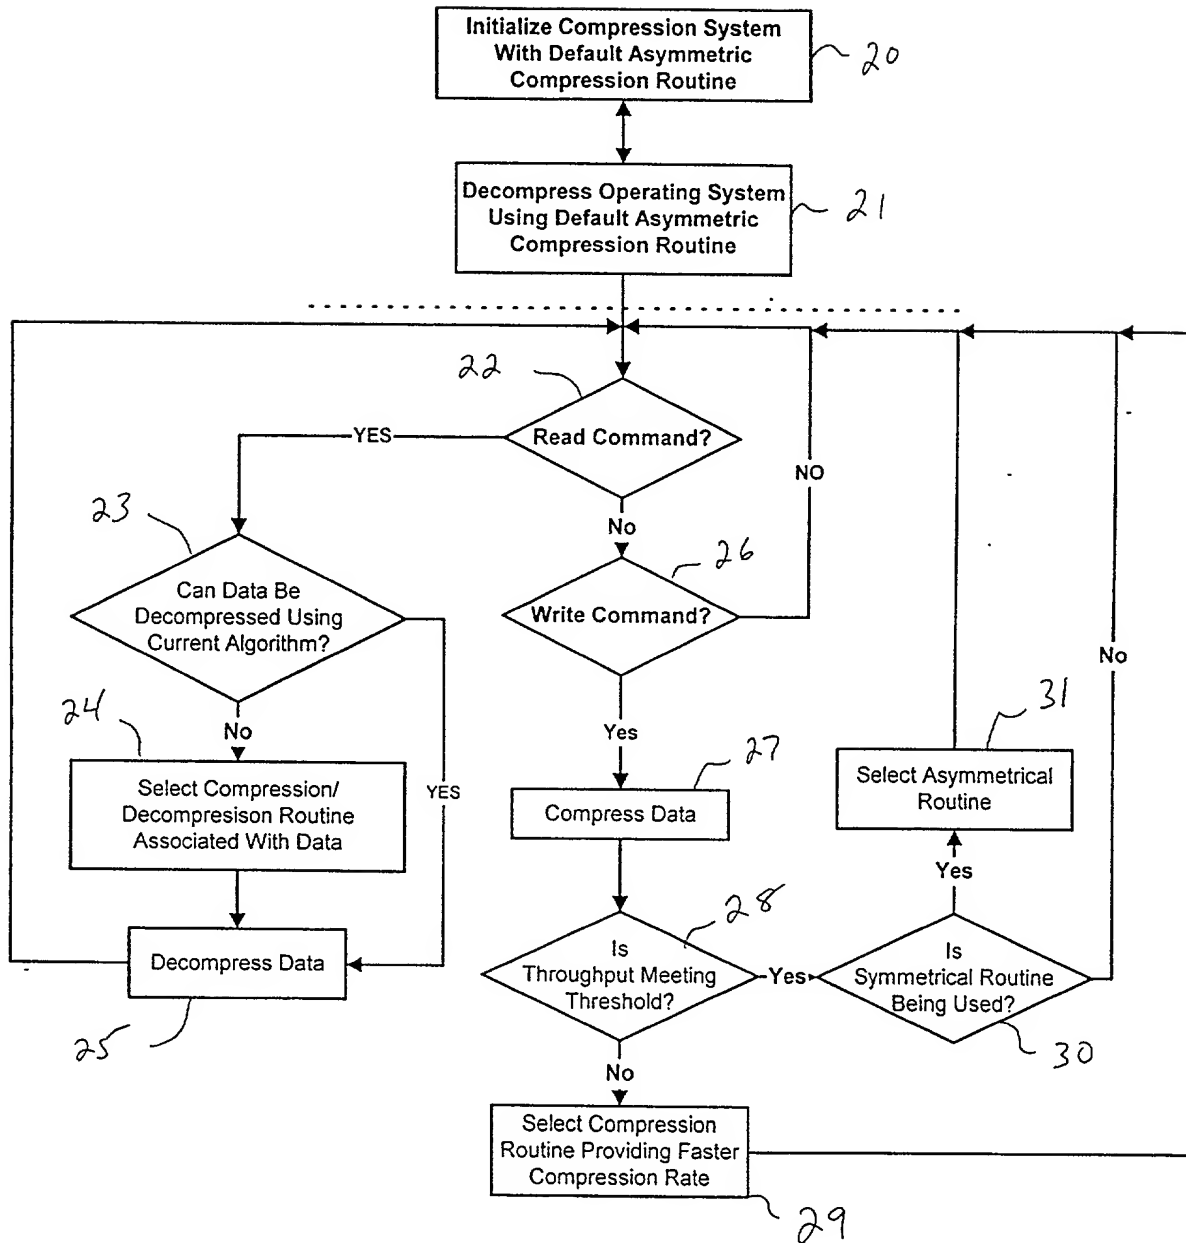 Initialize Compression System
With Default Asymmetric
Compression Routine
20
Decompress Operating System
Using Default Asymmetric
Compression Routine
21
22
Read Command?
YES
No
NO
23
Can Data Be
Decompressed Using
Current Algorithm?
No
YES
24
Select Compression/
Decompresison Routine
Associated With Data
Decompress Data
25
26
Write Command?
Yes
27
Compress Data
28
Is
Throughput Meeting
Threshold?
Yes
No
Select Compression
Routine Providing Faster
Compression Rate
29
Is
Symmetrical Routine
Being Used?
30
Yes
No
31
Select Asymmetrical
Routine